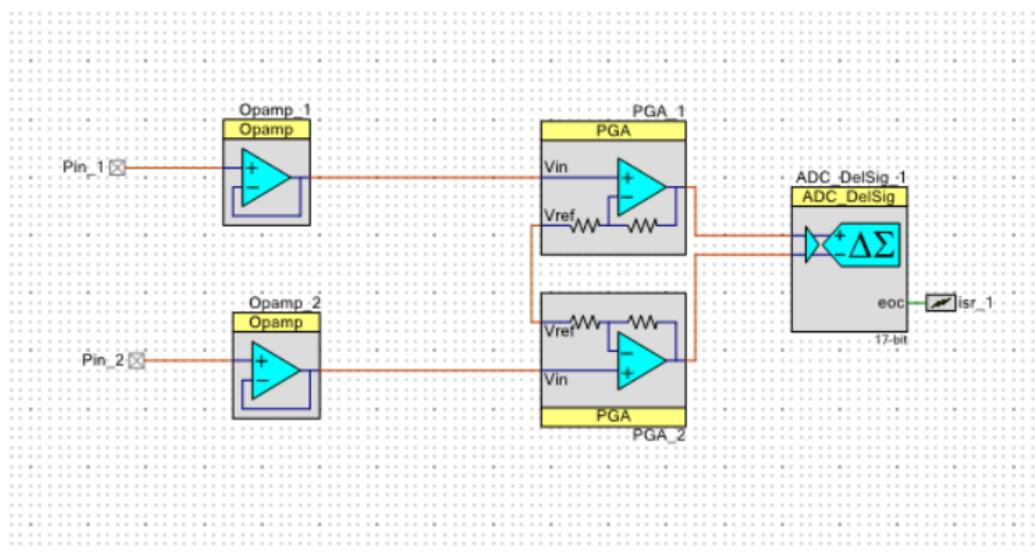 Opamp_1
Opamp
Pin_1
+
−
PGA_1
PGA
Vin
+
−
Vref
ADC_DelSig_1
ADC_DelSig
+
−
ΔΣ
eoc
isr_1
17-bit
Opamp_2
Opamp
Pin_2
+
−
Vref
−
+
Vin
PGA
PGA_2